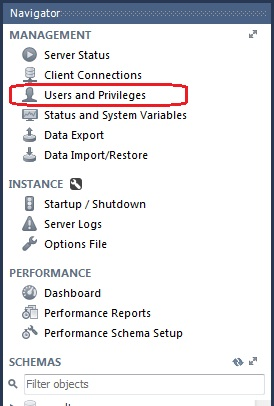 Navigator
MANAGEMENT
Server Status
Client Connections
Users and Privileges
Status and System Variables
Data Export
Data Import/Restore
INSTANCE
Startup / Shutdown
Server Logs
Options File
PERFORMANCE
Dashboard
Performance Reports
Performance Schema Setup
SCHEMAS
Filter objects